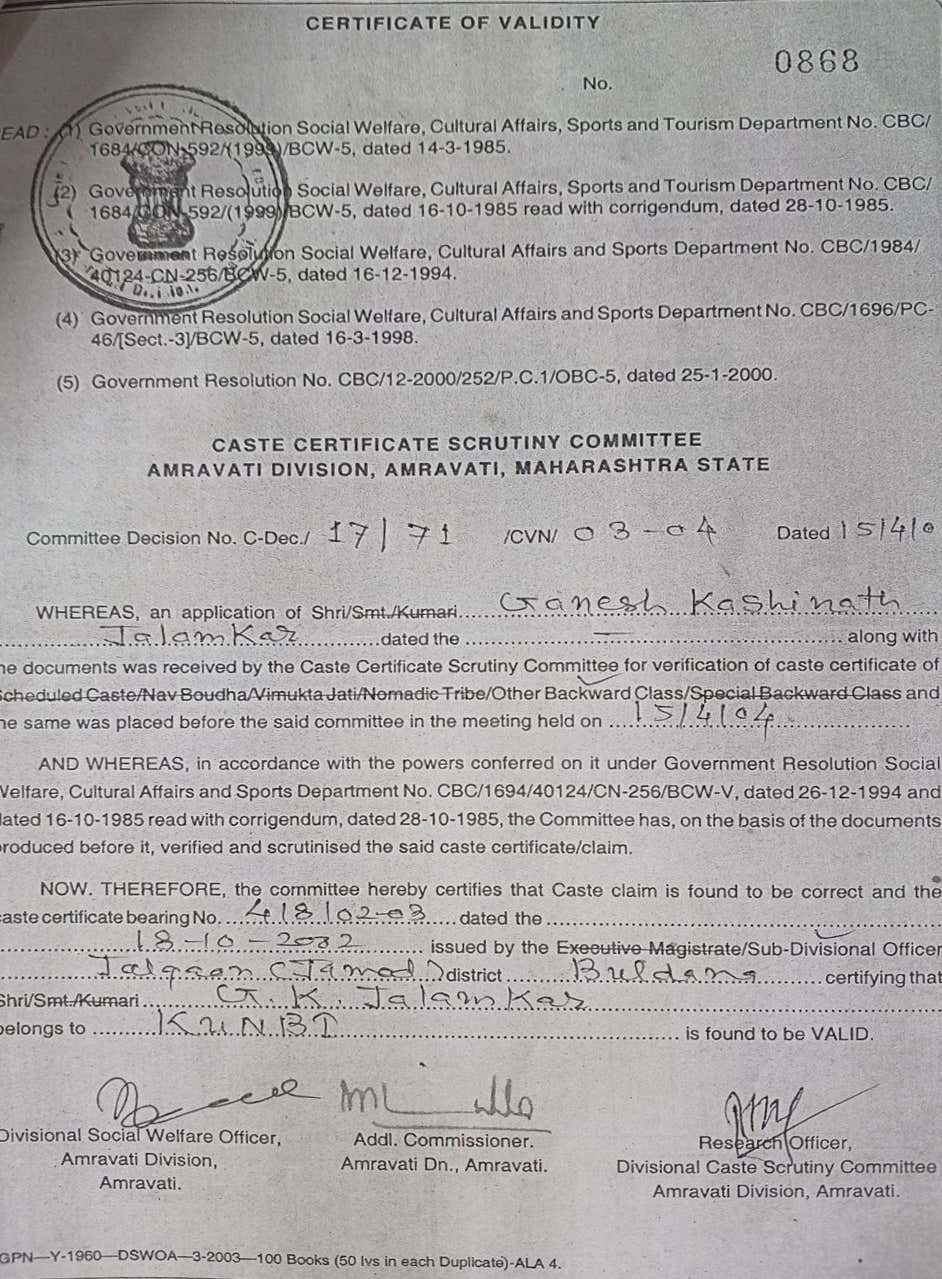 CERTIFICATE OF VALIDITY
No. 0868
EAD : (1) Government Resolution Social Welfare, Cultural Affairs, Sports and Tourism Department No. CBC/
1684/CON-592/(1999)/BCW-5, dated 14-3-1985.
(2) Government Resolution Social Welfare, Cultural Affairs, Sports and Tourism Department No. CBC/
1684/CON-592/(1999)/BCW-5, dated 16-10-1985 read with corrigendum, dated 28-10-1985.
(3) Government Resolution Social Welfare, Cultural Affairs and Sports Department No. CBC/1984/
40124-CN-256/BCW-5, dated 16-12-1994.
(4) Government Resolution Social Welfare, Cultural Affairs and Sports Department No. CBC/1696/PC-
46/[Sect.-3]/BCW-5, dated 16-3-1998.
(5) Government Resolution No. CBC/12-2000/252/P.C.1/OBC-5, dated 25-1-2000.
CASTE CERTIFICATE SCRUTINY COMMITTEE
AMRAVATI DIVISION, AMRAVATI, MAHARASHTRA STATE
Committee Decision No. C-Dec./ 17/71 /CVN/ 03-04 Dated 15/4/0
WHEREAS, an application of Shri/Smt./Kumari Ganesh Kashinath
Jalamkar dated the — along with
he documents was received by the Caste Certificate Scrutiny Committee for verification of caste certificate of
Scheduled Caste/Nav Boudha/Vimukta Jati/Nomadic Tribe/Other Backward Class/Special Backward Class and
he same was placed before the said committee in the meeting held on 15/4/04
AND WHEREAS, in accordance with the powers conferred on it under Government Resolution Social
Welfare, Cultural Affairs and Sports Department No. CBC/1694/40124/CN-256/BCW-V, dated 26-12-1994 and
dated 16-10-1985 read with corrigendum, dated 28-10-1985, the Committee has, on the basis of the documents
produced before it, verified and scrutinised the said caste certificate/claim.
NOW. THEREFORE, the committee hereby certifies that Caste claim is found to be correct and the
caste certificate bearing No. 418/02-03 dated the
18-10-2002 issued by the Executive Magistrate/Sub-Divisional Officer
Jalgaon (Jamod) district Buldana certifying that
Shri/Smt./Kumari G. K. Jalamkar
belongs to KUNBI is found to be VALID.
Divisional Social Welfare Officer,
Amravati Division,
Amravati.
Addl. Commissioner.
Amravati Dn., Amravati.
Research Officer,
Divisional Caste Scrutiny Committee
Amravati Division, Amravati.
GPN—Y-1960—DSWOA—3-2003—100 Books (50 lvs in each Duplicate)-ALA 4.